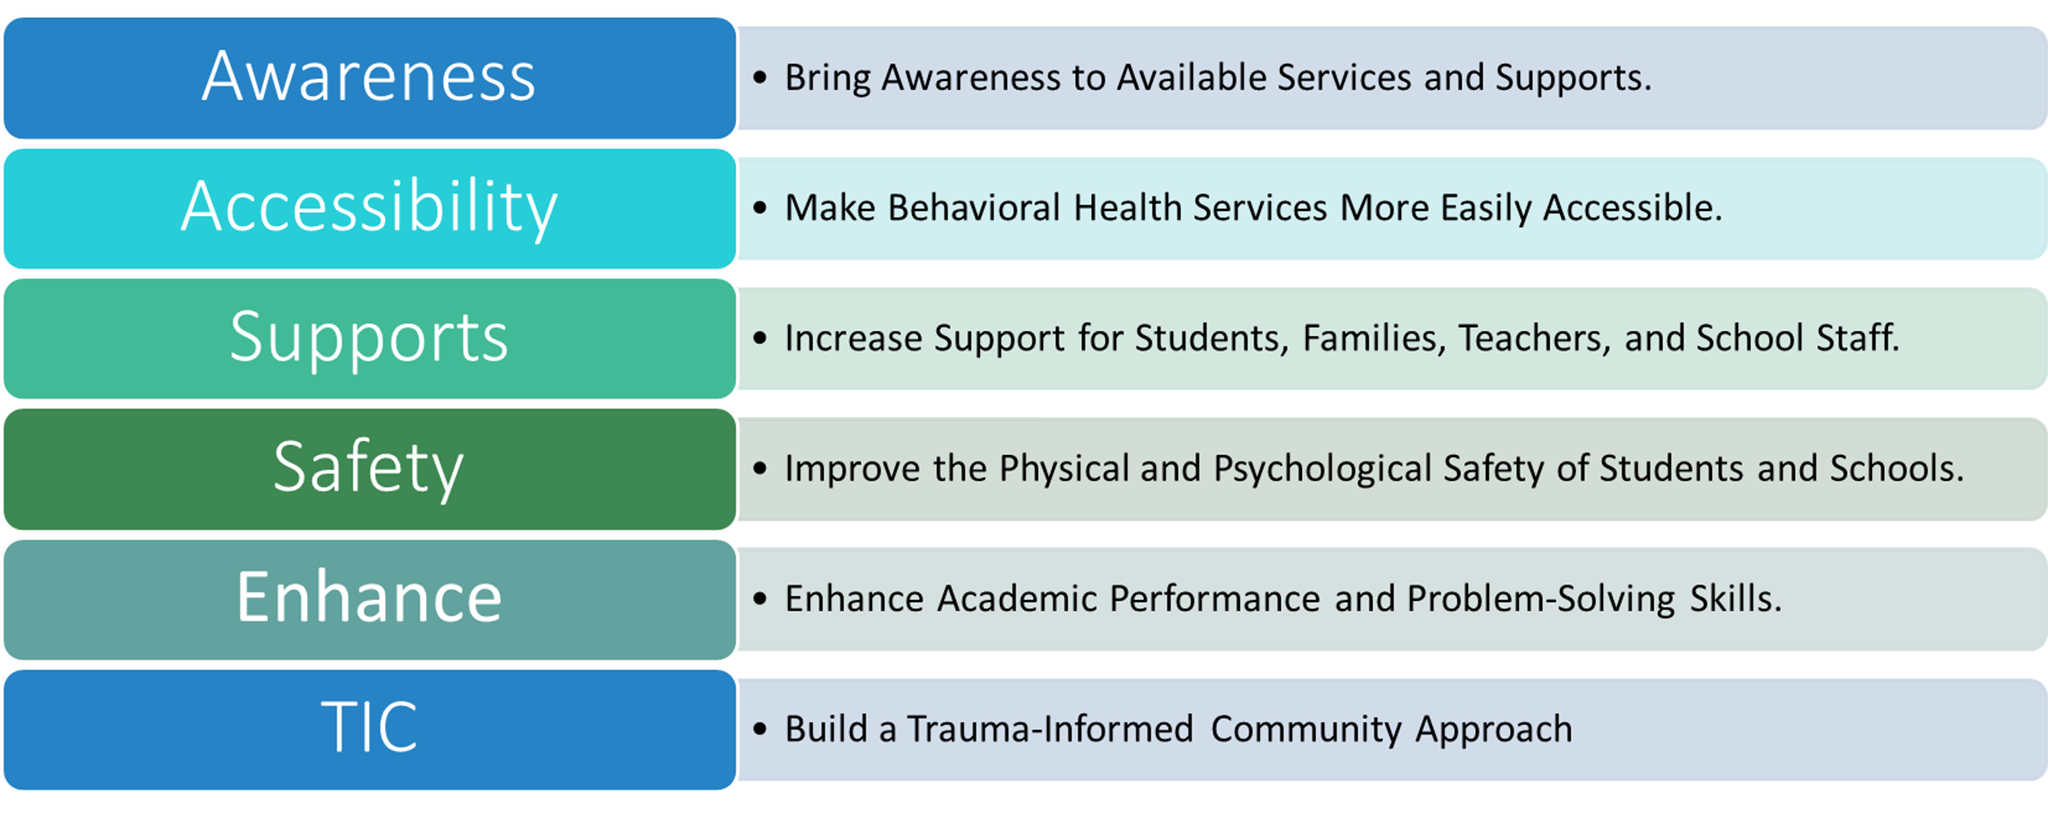 Awareness
• Bring Awareness to Available Services and Supports.
Accessibility
• Make Behavioral Health Services More Easily Accessible.
Supports
• Increase Support for Students, Families, Teachers, and School Staff.
Safety
• Improve the Physical and Psychological Safety of Students and Schools.
Enhance
• Enhance Academic Performance and Problem-Solving Skills.
TIC
• Build a Trauma-Informed Community Approach